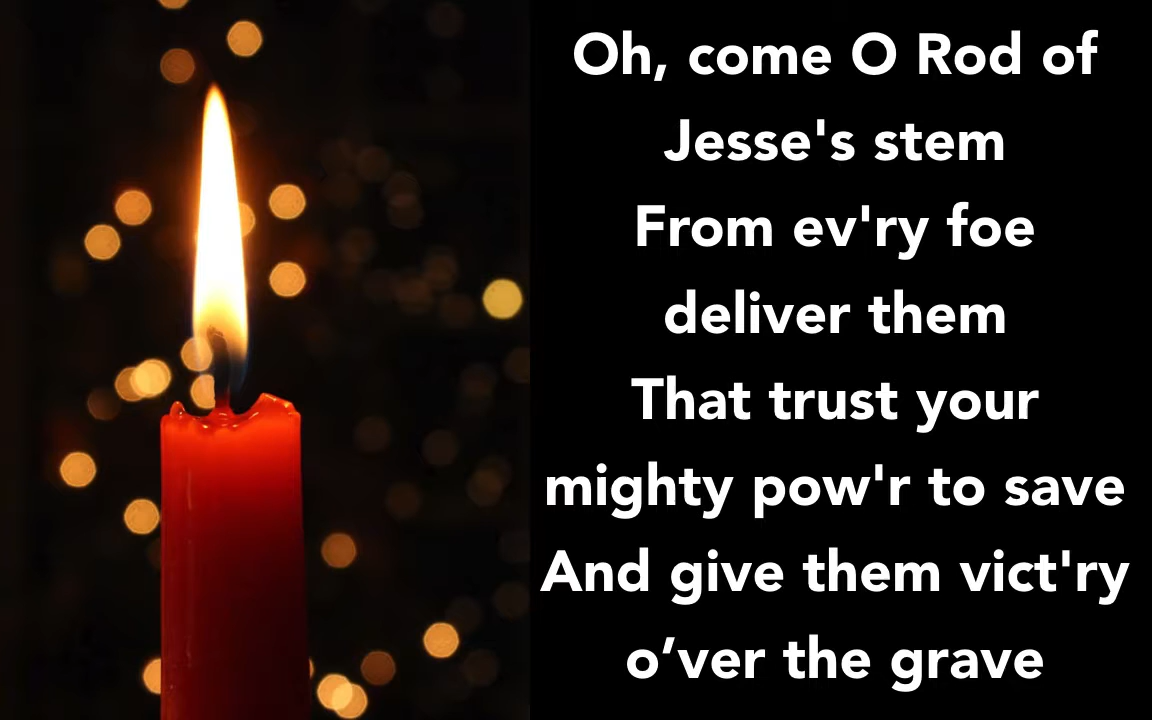 Oh, come O Rod of
Jesse's stem
From ev'ry foe
deliver them
That trust your
mighty pow'r to save
And give them vict'ry
o’ver the grave